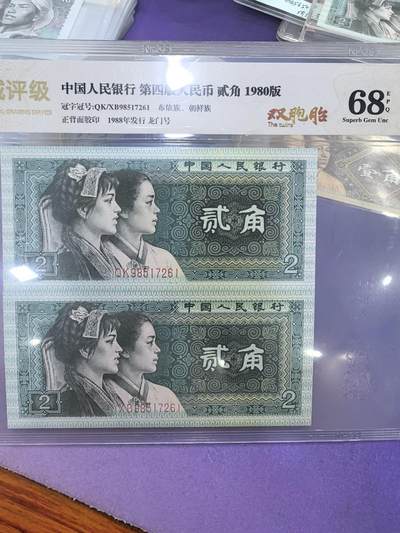 评级
中国人民银行 第四版人民币 贰角 1980版
冠字冠号:QK/XB98517261 布依族、朝鲜族
正背面胶印 1988年发行 龙门号
双胞胎
The twins
68 EPQ
Superb Gem Unc
壹角
中国人民银行
贰角
QK98517261
2
2
中国人民银行
贰角
XB98517261
2
2